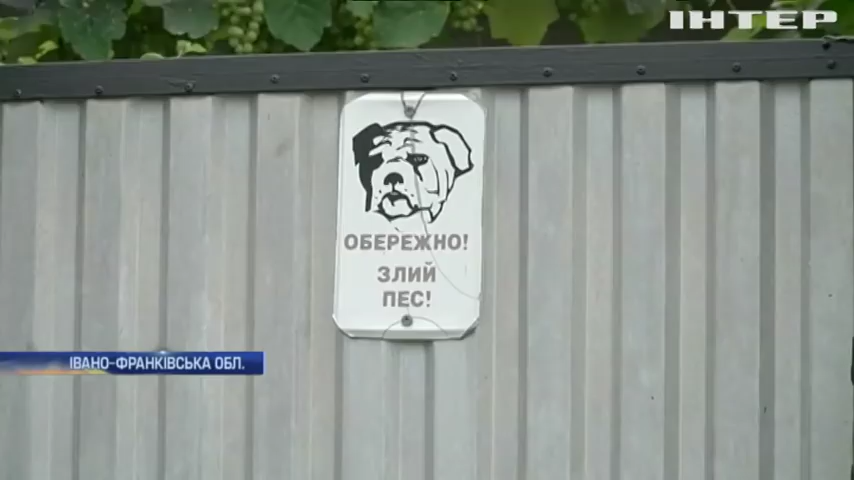 ІНТЕР
ОБЕРЕЖНО!
ЗЛИЙ
ПЕС!
ІВАНО-ФРАНКІВСЬКА ОБЛ.